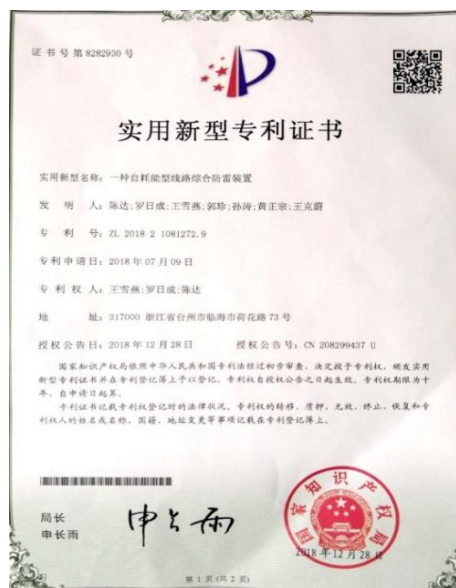 证书号第8282930号
实用新型专利证书
实用新型名称：一种自耗能型线路综合防雷装置
发明人：陈达;罗日成;王雪燕;郭珍;孙涛;黄正宗;王克蔚
专利号：ZL 2018 2 1081272.9
专利申请日：2018年07月09日
专利权人：王雪燕;罗日成;陈达
地址：317000 浙江省台州市临海市荷花路73号
授权公告日：2018年12月28日 授权公告号：CN 208299437 U
国家知识产权局依照中华人民共和国专利法经过初步审查，决定授予专利权，颁发实用
新型专利证书并在专利登记簿上予以登记。专利权自授权公告之日起生效。专利权期限为十
年，自申请日起算。
专利证书记载专利权登记时的法律状况。专利权的转移、质押、无效、终止、恢复和专
利权人的姓名或名称、国籍、地址变更等事项记载在专利登记簿上。
局长
申长雨
申长雨
国家知识产权局
2018年12月28日
第1页(共2页)